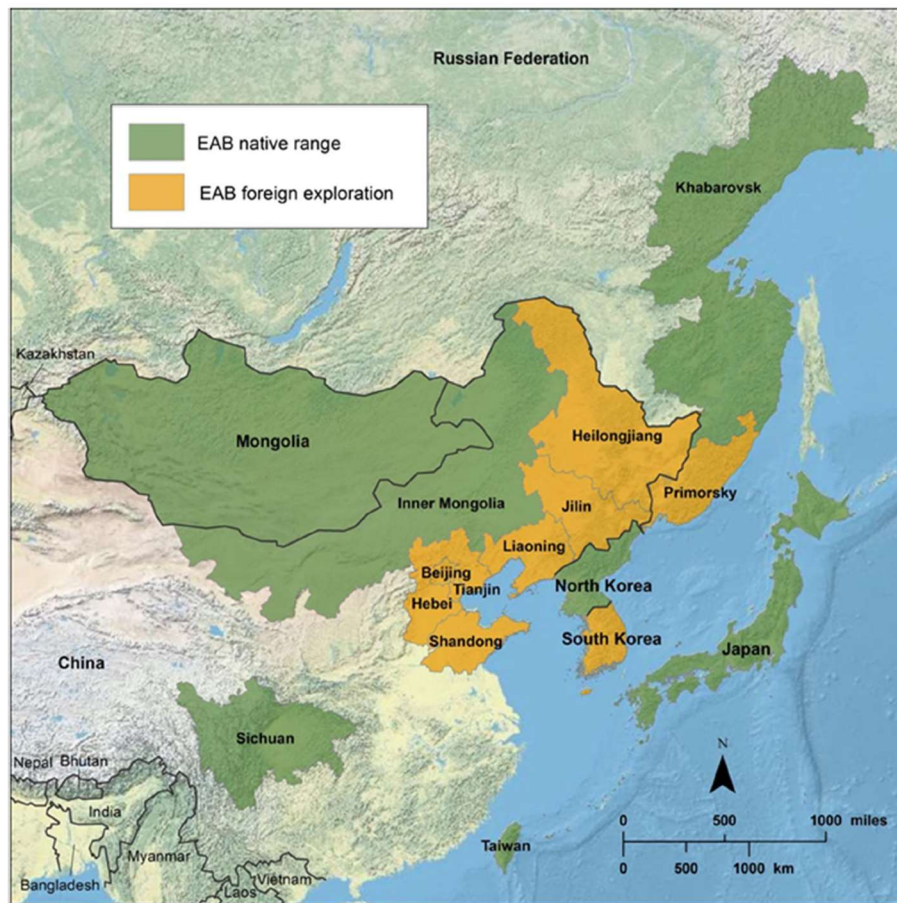 Russian Federation
EAB native range
EAB foreign exploration
Khabarovsk
Kazakhstan
Mongolia
Heilongjiang
Inner Mongolia
Primorsky
Jilin
Liaoning
Beijing
Tianjin
North Korea
Hebei
Shandong
South Korea
Japan
China
Sichuan
N
Nepal
Bhutan
India
Myanmar
Bangladesh
Laos
Vietnam
Taiwan
0 500 1000 miles
0 500 1000 km